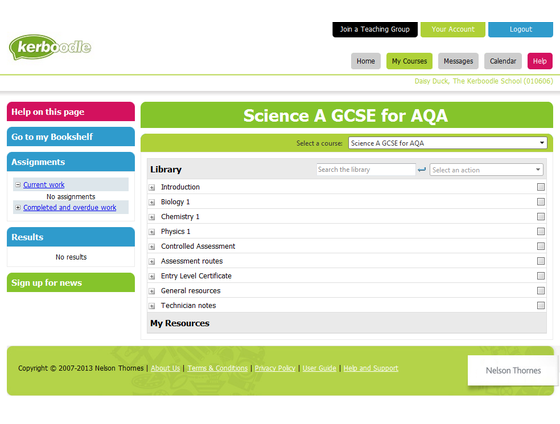 kerboodle
Join a Teaching Group
Your Account
Logout
Home
My Courses
Messages
Calendar
Help
Daisy Duck, The Kerboodle School (010606)
Help on this page
Go to my Bookshelf
Assignments
Current work
No assignments
Completed and overdue work
Results
No results
Sign up for news
Science A GCSE for AQA
Select a course: Science A GCSE for AQA
Library
Search the library
Select an action
Introduction
Biology 1
Chemistry 1
Physics 1
Controlled Assessment
Assessment routes
Entry Level Certificate
General resources
Technician notes
My Resources
Copyright © 2007-2013 Nelson Thornes | About Us | Terms & Conditions | Privacy Policy | User Guide | Help and Support
Nelson Thornes